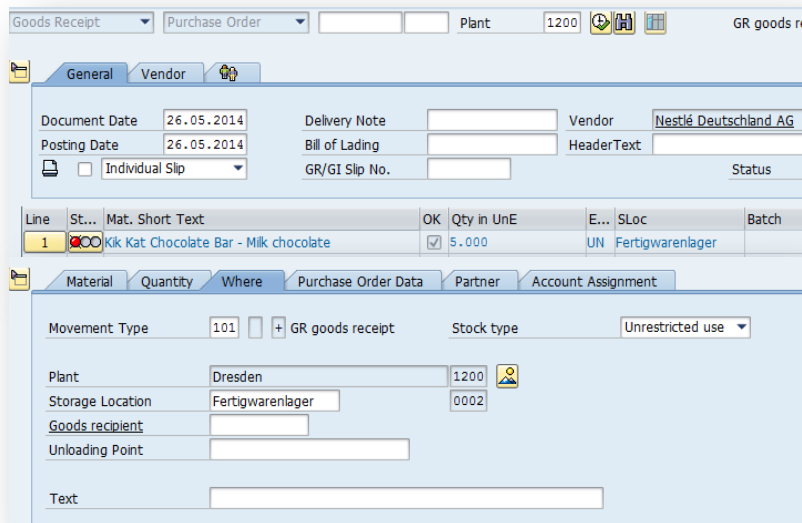 Goods Receipt Purchase Order Plant 1200 GR goods re
General Vendor
Document Date 26.05.2014 Delivery Note Vendor Nestlé Deutschland AG
Posting Date 26.05.2014 Bill of Lading HeaderText
Individual Slip GR/GI Slip No. Status
Line St... Mat. Short Text OK Qty in UnE E... SLoc Batch
1 Kik Kat Chocolate Bar - Milk chocolate 5.000 UN Fertigwarenlager
Material Quantity Where Purchase Order Data Partner Account Assignment
Movement Type 101 + GR goods receipt Stock type Unrestricted use
Plant Dresden 1200
Storage Location Fertigwarenlager 0002
Goods recipient
Unloading Point
Text